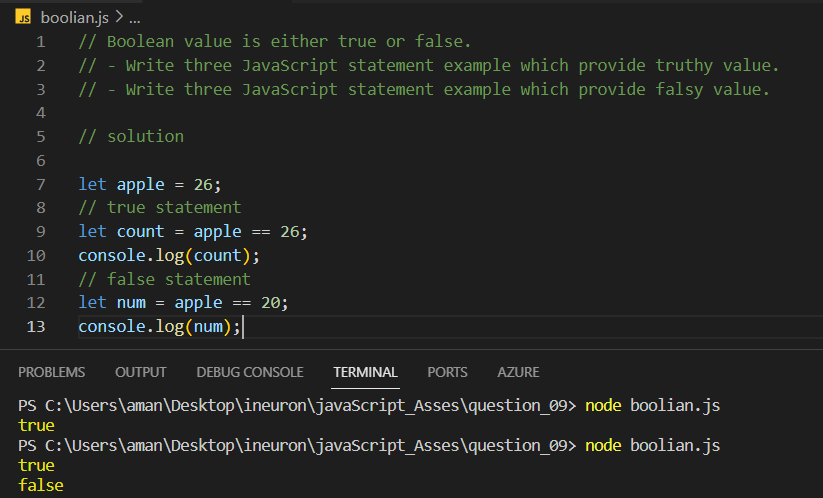 JS boolian.js > ...
1 // Boolean value is either true or false.
2 // - Write three JavaScript statement example which provide truthy value.
3 // - Write three JavaScript statement example which provide falsy value.
4
5 // solution
6
7 let apple = 26;
8 // true statement
9 let count = apple == 26;
10 console.log(count);
11 // false statement
12 let num = apple == 20;
13 console.log(num);
PROBLEMS OUTPUT DEBUG CONSOLE TERMINAL PORTS AZURE
PS C:\Users\aman\Desktop\ineuron\javaScript_Asses\question_09> node boolian.js
true
PS C:\Users\aman\Desktop\ineuron\javaScript_Asses\question_09> node boolian.js
true
false